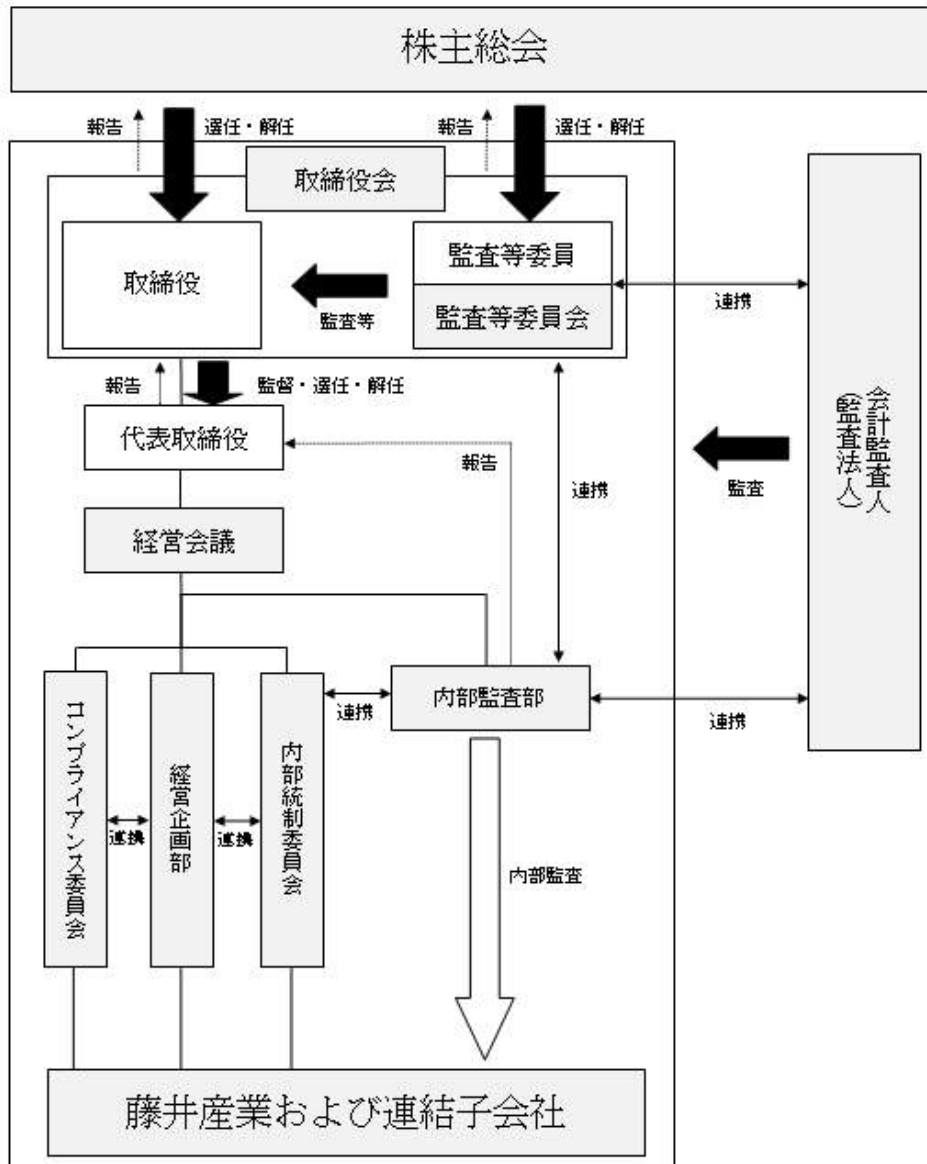 株主総会
報告
選任・解任
報告
選任・解任
取締役会
取締役
監査等
監査等委員
監査等委員会
連携
報告
監督・選任・解任
代表取締役
報告
連携
監査
会計監査人
(監査法人)
経営会議
コンプライアンス委員会
連携
経営企画部
連携
内部統制委員会
連携
内部監査部
連携
内部監査
藤井産業および連結子会社